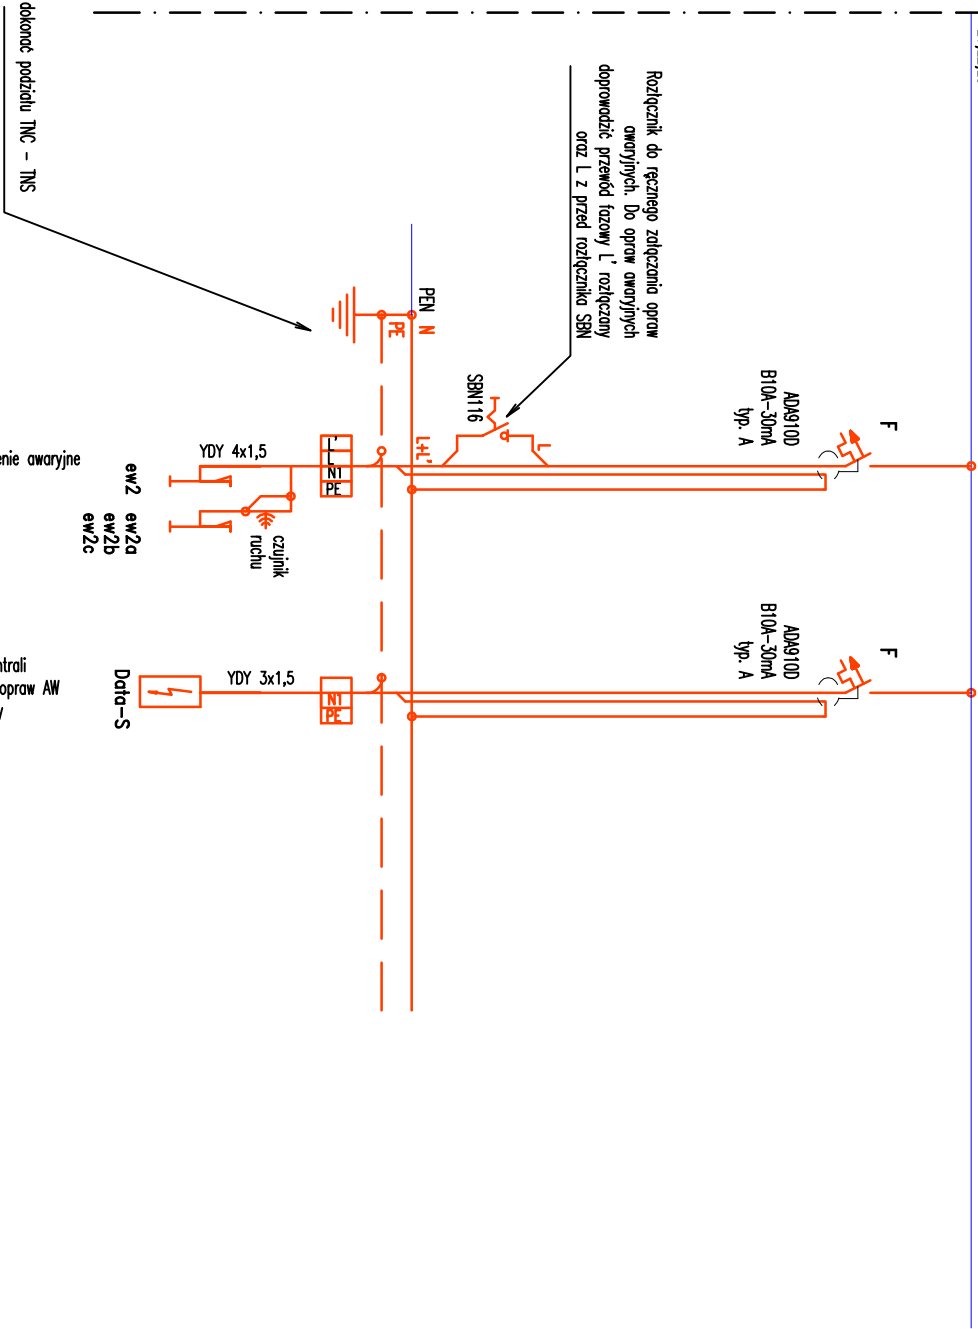 Rozłącznik do ręcznego załączania opraw
awaryjnych. Do opraw awaryjnych
doprowadzić przewód fazowy L' rozłączany
oraz L z przed rozłącznika SBN
dokonać podziału TNC - TNS
F
ADA910D
B10A-30mA
typ. A
F
ADA910D
B10A-30mA
typ. A
SBN116
L
L+L'
PEN
N
PE
L'
L
N1
PE
YDY 4x1,5
ew2
ew2a
ew2b
ew2c
czujnik
ruchu
N1
PE
YDY 3x1,5
Data-S
enie awaryjne
ntrali
opraw AW